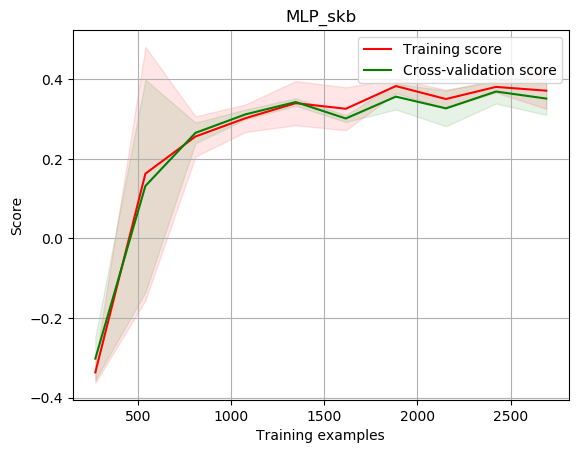 MLP_skb
Training score
Cross-validation score
Score
0.4
0.2
0.0
−0.2
−0.4
500
1000
1500
2000
2500
Training examples